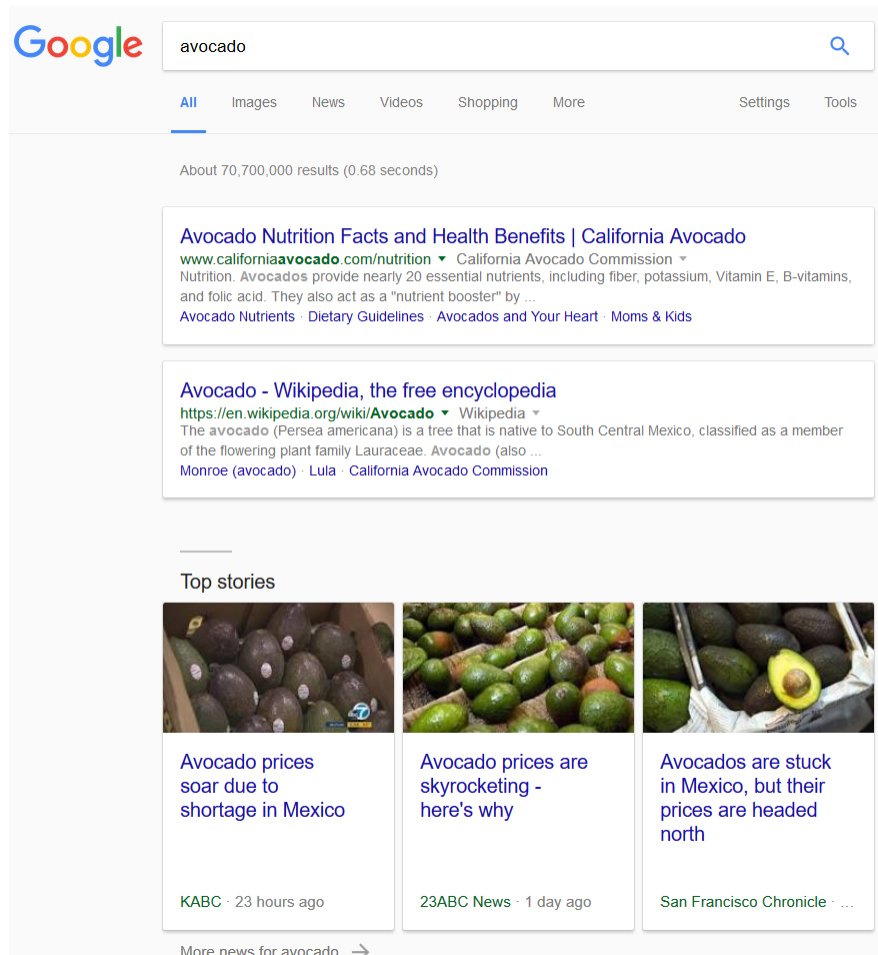 Google
avocado
All Images News Videos Shopping More Settings Tools
About 70,700,000 results (0.68 seconds)
Avocado Nutrition Facts and Health Benefits | California Avocado
www.californiaavocado.com/nutrition ▼ California Avocado Commission ▼
Nutrition. Avocados provide nearly 20 essential nutrients, including fiber, potassium, Vitamin E, B-vitamins,
and folic acid. They also act as a "nutrient booster" by ...
Avocado Nutrients · Dietary Guidelines · Avocados and Your Heart · Moms & Kids
Avocado - Wikipedia, the free encyclopedia
https://en.wikipedia.org/wiki/Avocado ▼ Wikipedia ▼
The avocado (Persea americana) is a tree that is native to South Central Mexico, classified as a member
of the flowering plant family Lauraceae. Avocado (also ...
Monroe (avocado) · Lula · California Avocado Commission
Top stories
Avocado prices
soar due to
shortage in Mexico
KABC · 23 hours ago
Avocado prices are
skyrocketing -
here's why
23ABC News · 1 day ago
Avocados are stuck
in Mexico, but their
prices are headed
north
San Francisco Chronicle · ...
More news for avocado →